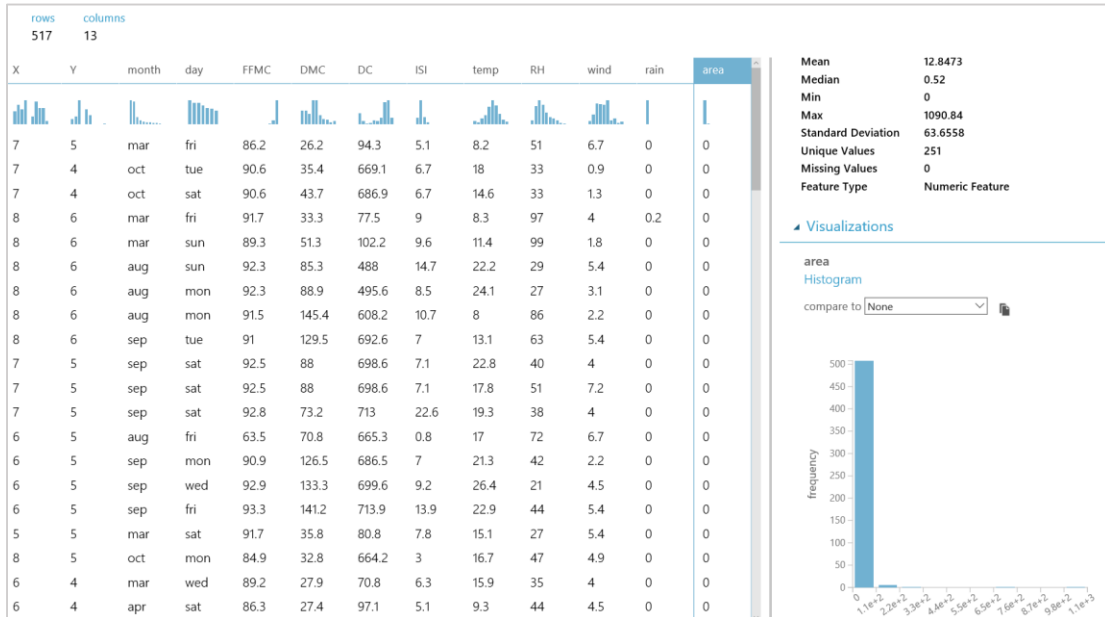 rows columns
517 13
X Y month day FFMC DMC DC ISI temp RH wind rain area
7 5 mar fri 86.2 26.2 94.3 5.1 8.2 51 6.7 0 0
7 4 oct tue 90.6 35.4 669.1 6.7 18 33 0.9 0 0
7 4 oct sat 90.6 43.7 686.9 6.7 14.6 33 1.3 0 0
8 6 mar fri 91.7 33.3 77.5 9 8.3 97 4 0.2 0
8 6 mar sun 89.3 51.3 102.2 9.6 11.4 99 1.8 0 0
8 6 aug sun 92.3 85.3 488 14.7 22.2 29 5.4 0 0
8 6 aug mon 92.3 88.9 495.6 8.5 24.1 27 3.1 0 0
8 6 aug mon 91.5 145.4 608.2 10.7 8 86 2.2 0 0
8 6 sep tue 91 129.5 692.6 7 13.1 63 5.4 0 0
7 5 sep sat 92.5 88 698.6 7.1 22.8 40 4 0 0
7 5 sep sat 92.5 88 698.6 7.1 17.8 51 7.2 0 0
7 5 sep sat 92.8 73.2 713 22.6 19.3 38 4 0 0
6 5 aug fri 63.5 70.8 665.3 0.8 17 72 6.7 0 0
6 5 sep mon 90.9 126.5 686.5 7 21.3 42 2.2 0 0
6 5 sep wed 92.9 133.3 699.6 9.2 26.4 21 4.5 0 0
6 5 sep fri 93.3 141.2 713.9 13.9 22.9 44 5.4 0 0
5 5 mar sat 91.7 35.8 80.8 7.8 15.1 27 5.4 0 0
8 5 oct mon 84.9 32.8 664.2 3 16.7 47 4.9 0 0
6 4 mar wed 89.2 27.9 70.8 6.3 15.9 35 4 0 0
6 4 apr sat 86.3 27.4 97.1 5.1 9.3 44 4.5 0 0
Mean 12.8473
Median 0.52
Min 0
Max 1090.84
Standard Deviation 63.6558
Unique Values 251
Missing Values 0
Feature Type Numeric Feature
Visualizations
area
Histogram
compare to None
500
450
400
350
300
250
200
150
100
50
0
frequency
0 1.1e+2 2.2e+2 3.3e+2 4.4e+2 5.5e+2 6.5e+2 7.6e+2 8.7e+2 9.8e+2 1.1e+3